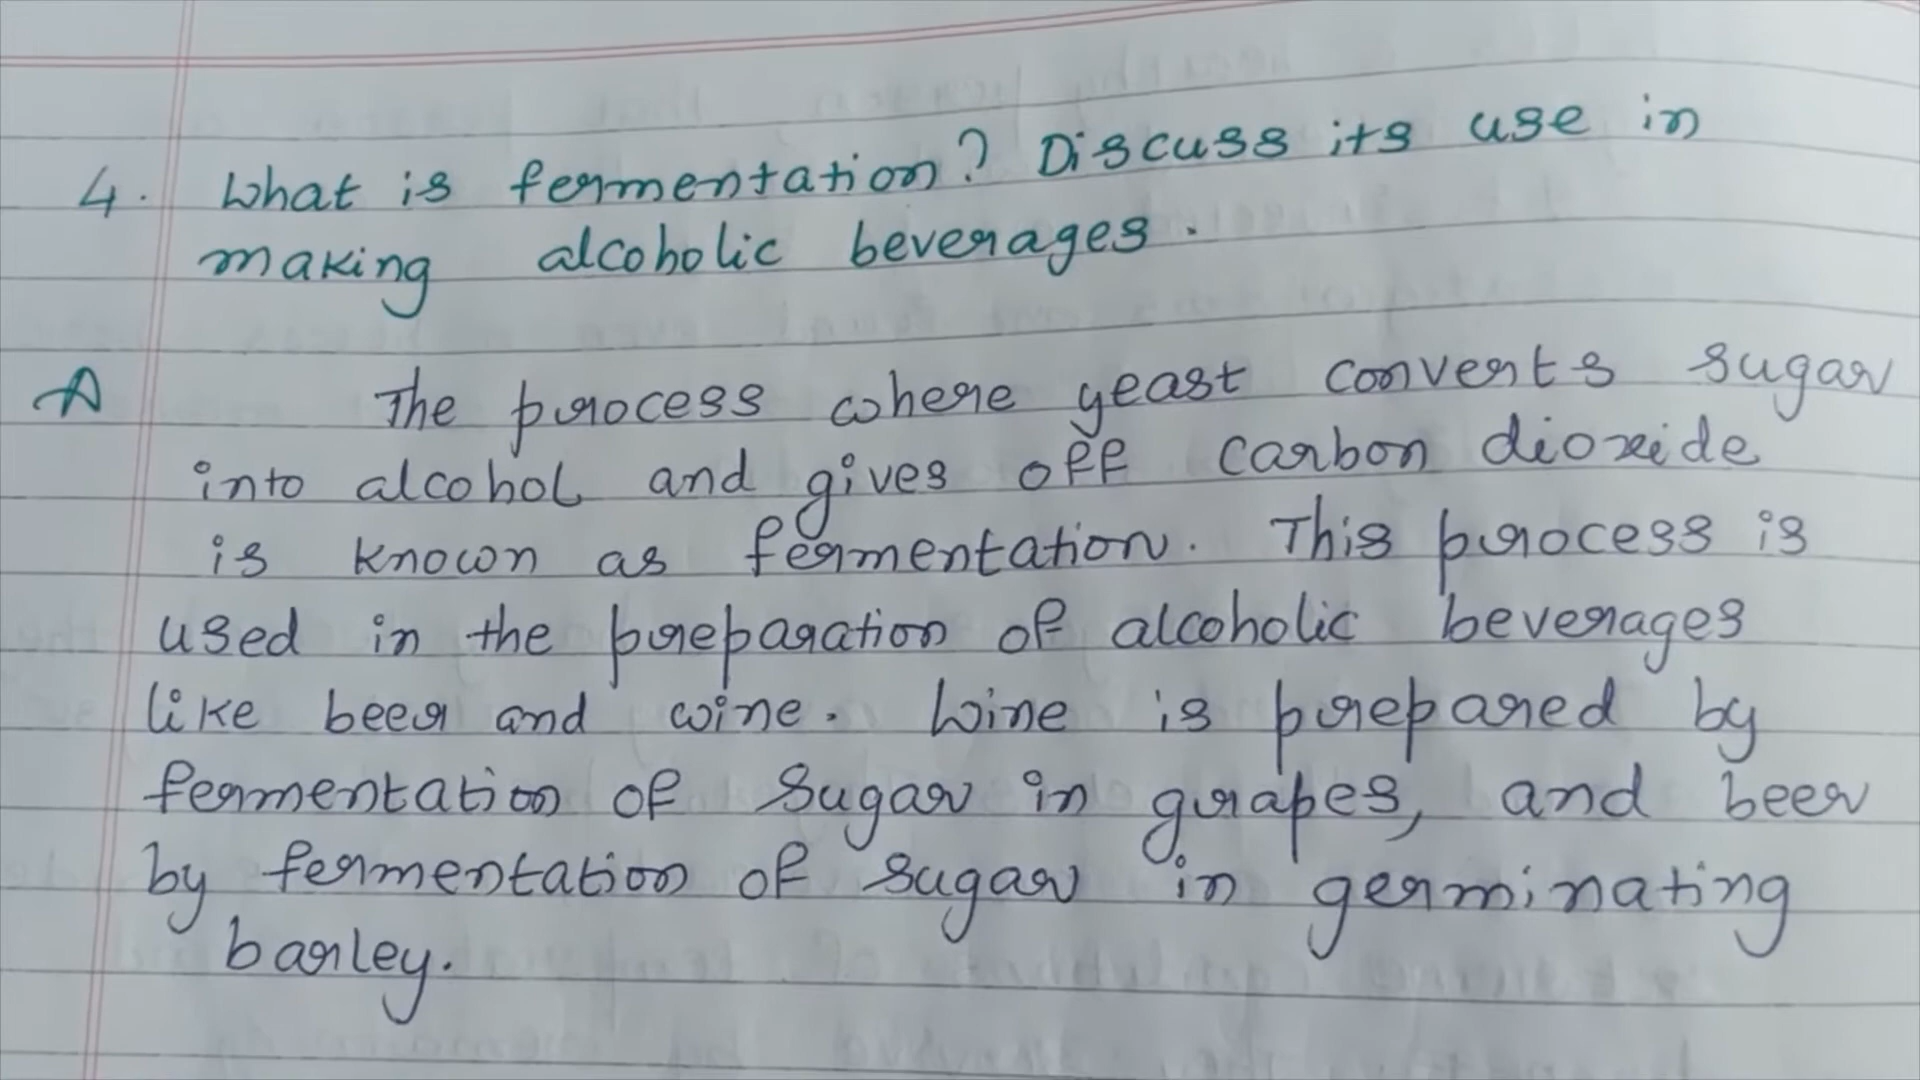 4. What is fermentation? Discuss its use in
making alcoholic beverages.
A The process where yeast converts sugar
into alcohol and gives off carbon dioxide
is known as fermentation. This process is
used in the preparation of alcoholic beverages
like beer and wine. Wine is prepared by
fermentation of sugar in grapes, and beer
by fermentation of sugar in germinating
barley.